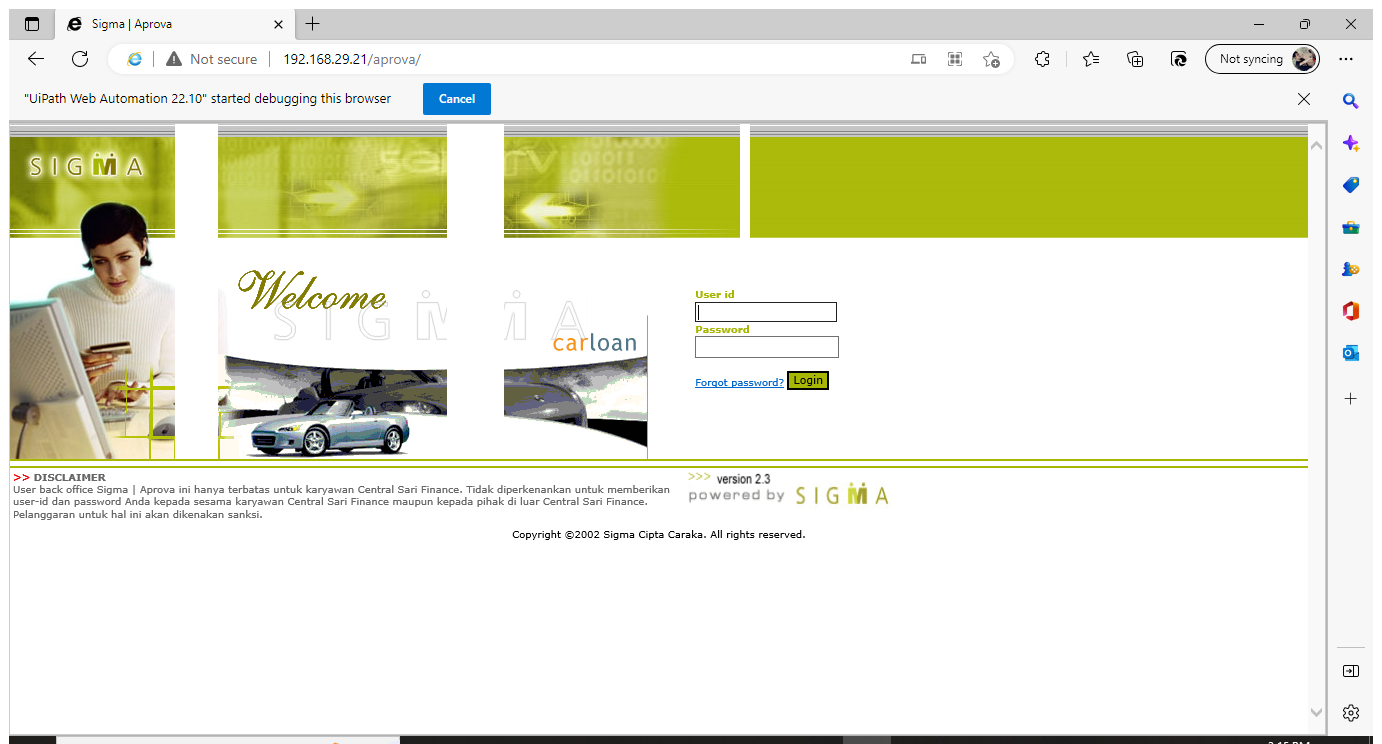 Sigma | Aprova
Not secure
192.168.29.21/aprova/
Not syncing
"UiPath Web Automation 22.10" started debugging this browser
Cancel
SIGMA
serv
Welcome
SIGMA
carloan
User id
Password
Forgot password?
Login
>> DISCLAIMER
User back office Sigma | Aprova ini hanya terbatas untuk karyawan Central Sari Finance. Tidak diperkenankan untuk memberikan
user-id dan password Anda kepada sesama karyawan Central Sari Finance maupun kepada pihak di luar Central Sari Finance.
Pelanggaran untuk hal ini akan dikenakan sanksi.
>>> version 2.3
powered by SIGMA
Copyright ©2002 Sigma Cipta Caraka. All rights reserved.